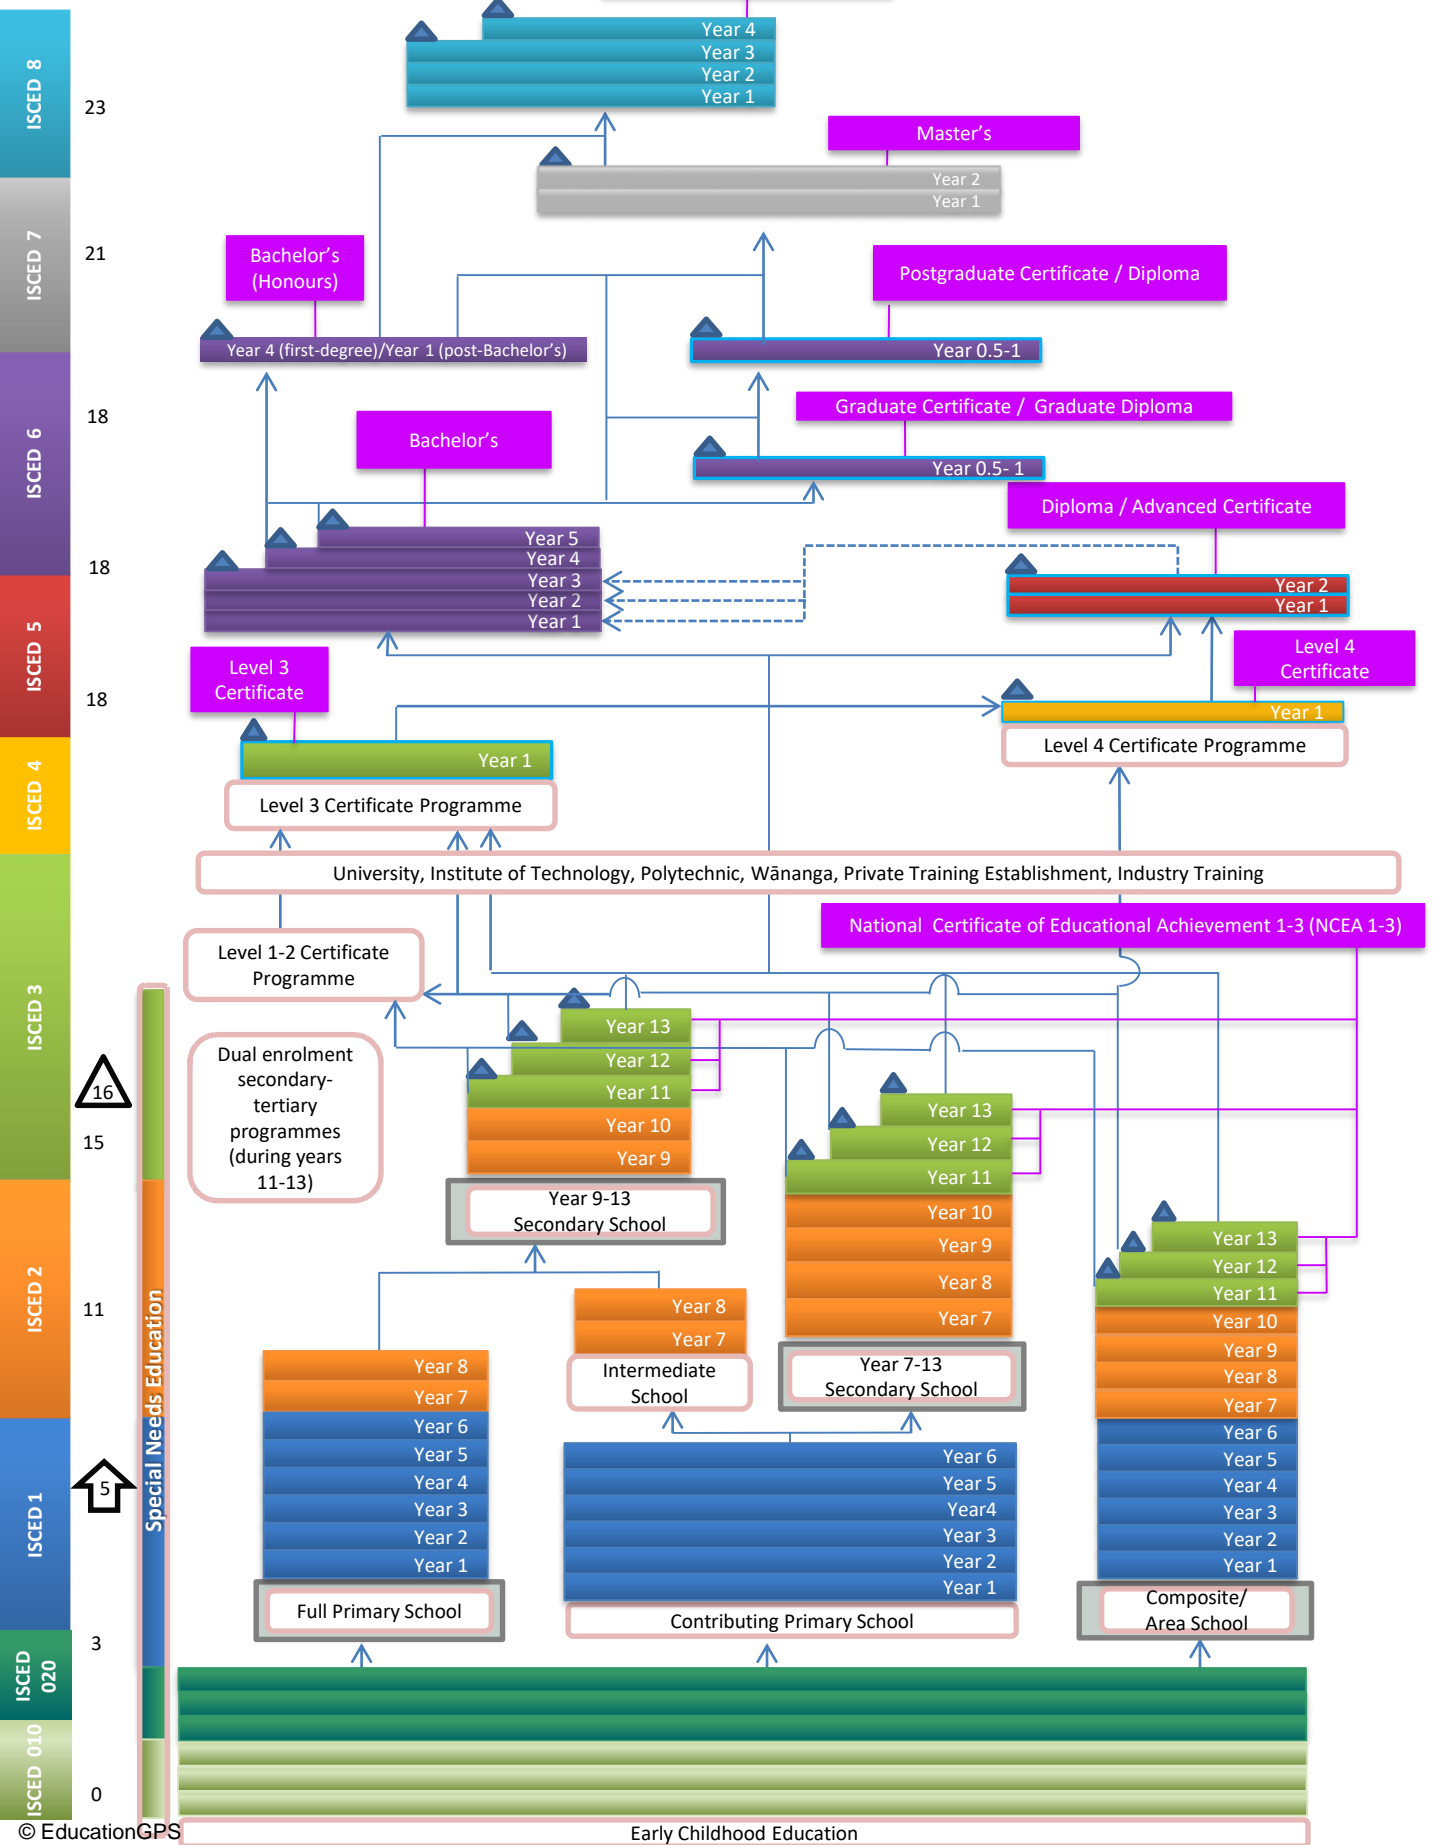 ISCED 8
23
Year 4
Year 3
Year 2
Year 1
Master's
Year 2
Year 1
ISCED 7
21
Bachelor's
(Honours)
Postgraduate Certificate / Diploma
Year 4 (first-degree)/Year 1 (post-Bachelor's)
Year 0.5-1
ISCED 6
18
Graduate Certificate / Graduate Diploma
Bachelor's
Year 0.5- 1
Diploma / Advanced Certificate
18
Year 5
Year 4
Year 3
Year 2
Year 1
Year 2
Year 1
ISCED 5
18
Level 3
Certificate
Level 4
Certificate
Year 1
Level 4 Certificate Programme
ISCED 4
Year 1
Level 3 Certificate Programme
University, Institute of Technology, Polytechnic, Wānanga, Private Training Establishment, Industry Training
National Certificate of Educational Achievement 1-3 (NCEA 1-3)
Level 1-2 Certificate
Programme
ISCED 3
16
15
Dual enrolment
secondary-
tertiary
programmes
(during years
11-13)
Year 13
Year 12
Year 11
Year 10
Year 9
Year 9-13
Secondary School
Year 13
Year 12
Year 11
Year 10
Year 9
Year 8
Year 7
Year 7-13
Secondary School
Year 13
Year 12
Year 11
Year 10
Year 9
Year 8
Year 7
Year 6
Year 5
Year 4
Year 3
Year 2
Year 1
Composite/
Area School
ISCED 2
11
Special Needs Education
Year 8
Year 7
Intermediate
School
Year 8
Year 7
Year 6
Year 5
Year 4
Year 3
Year 2
Year 1
Full Primary School
Year 6
Year 5
Year4
Year 3
Year 2
Year 1
Contributing Primary School
ISCED 1
5
ISCED
020
3
ISCED 010
0
© EducationGPS
Early Childhood Education